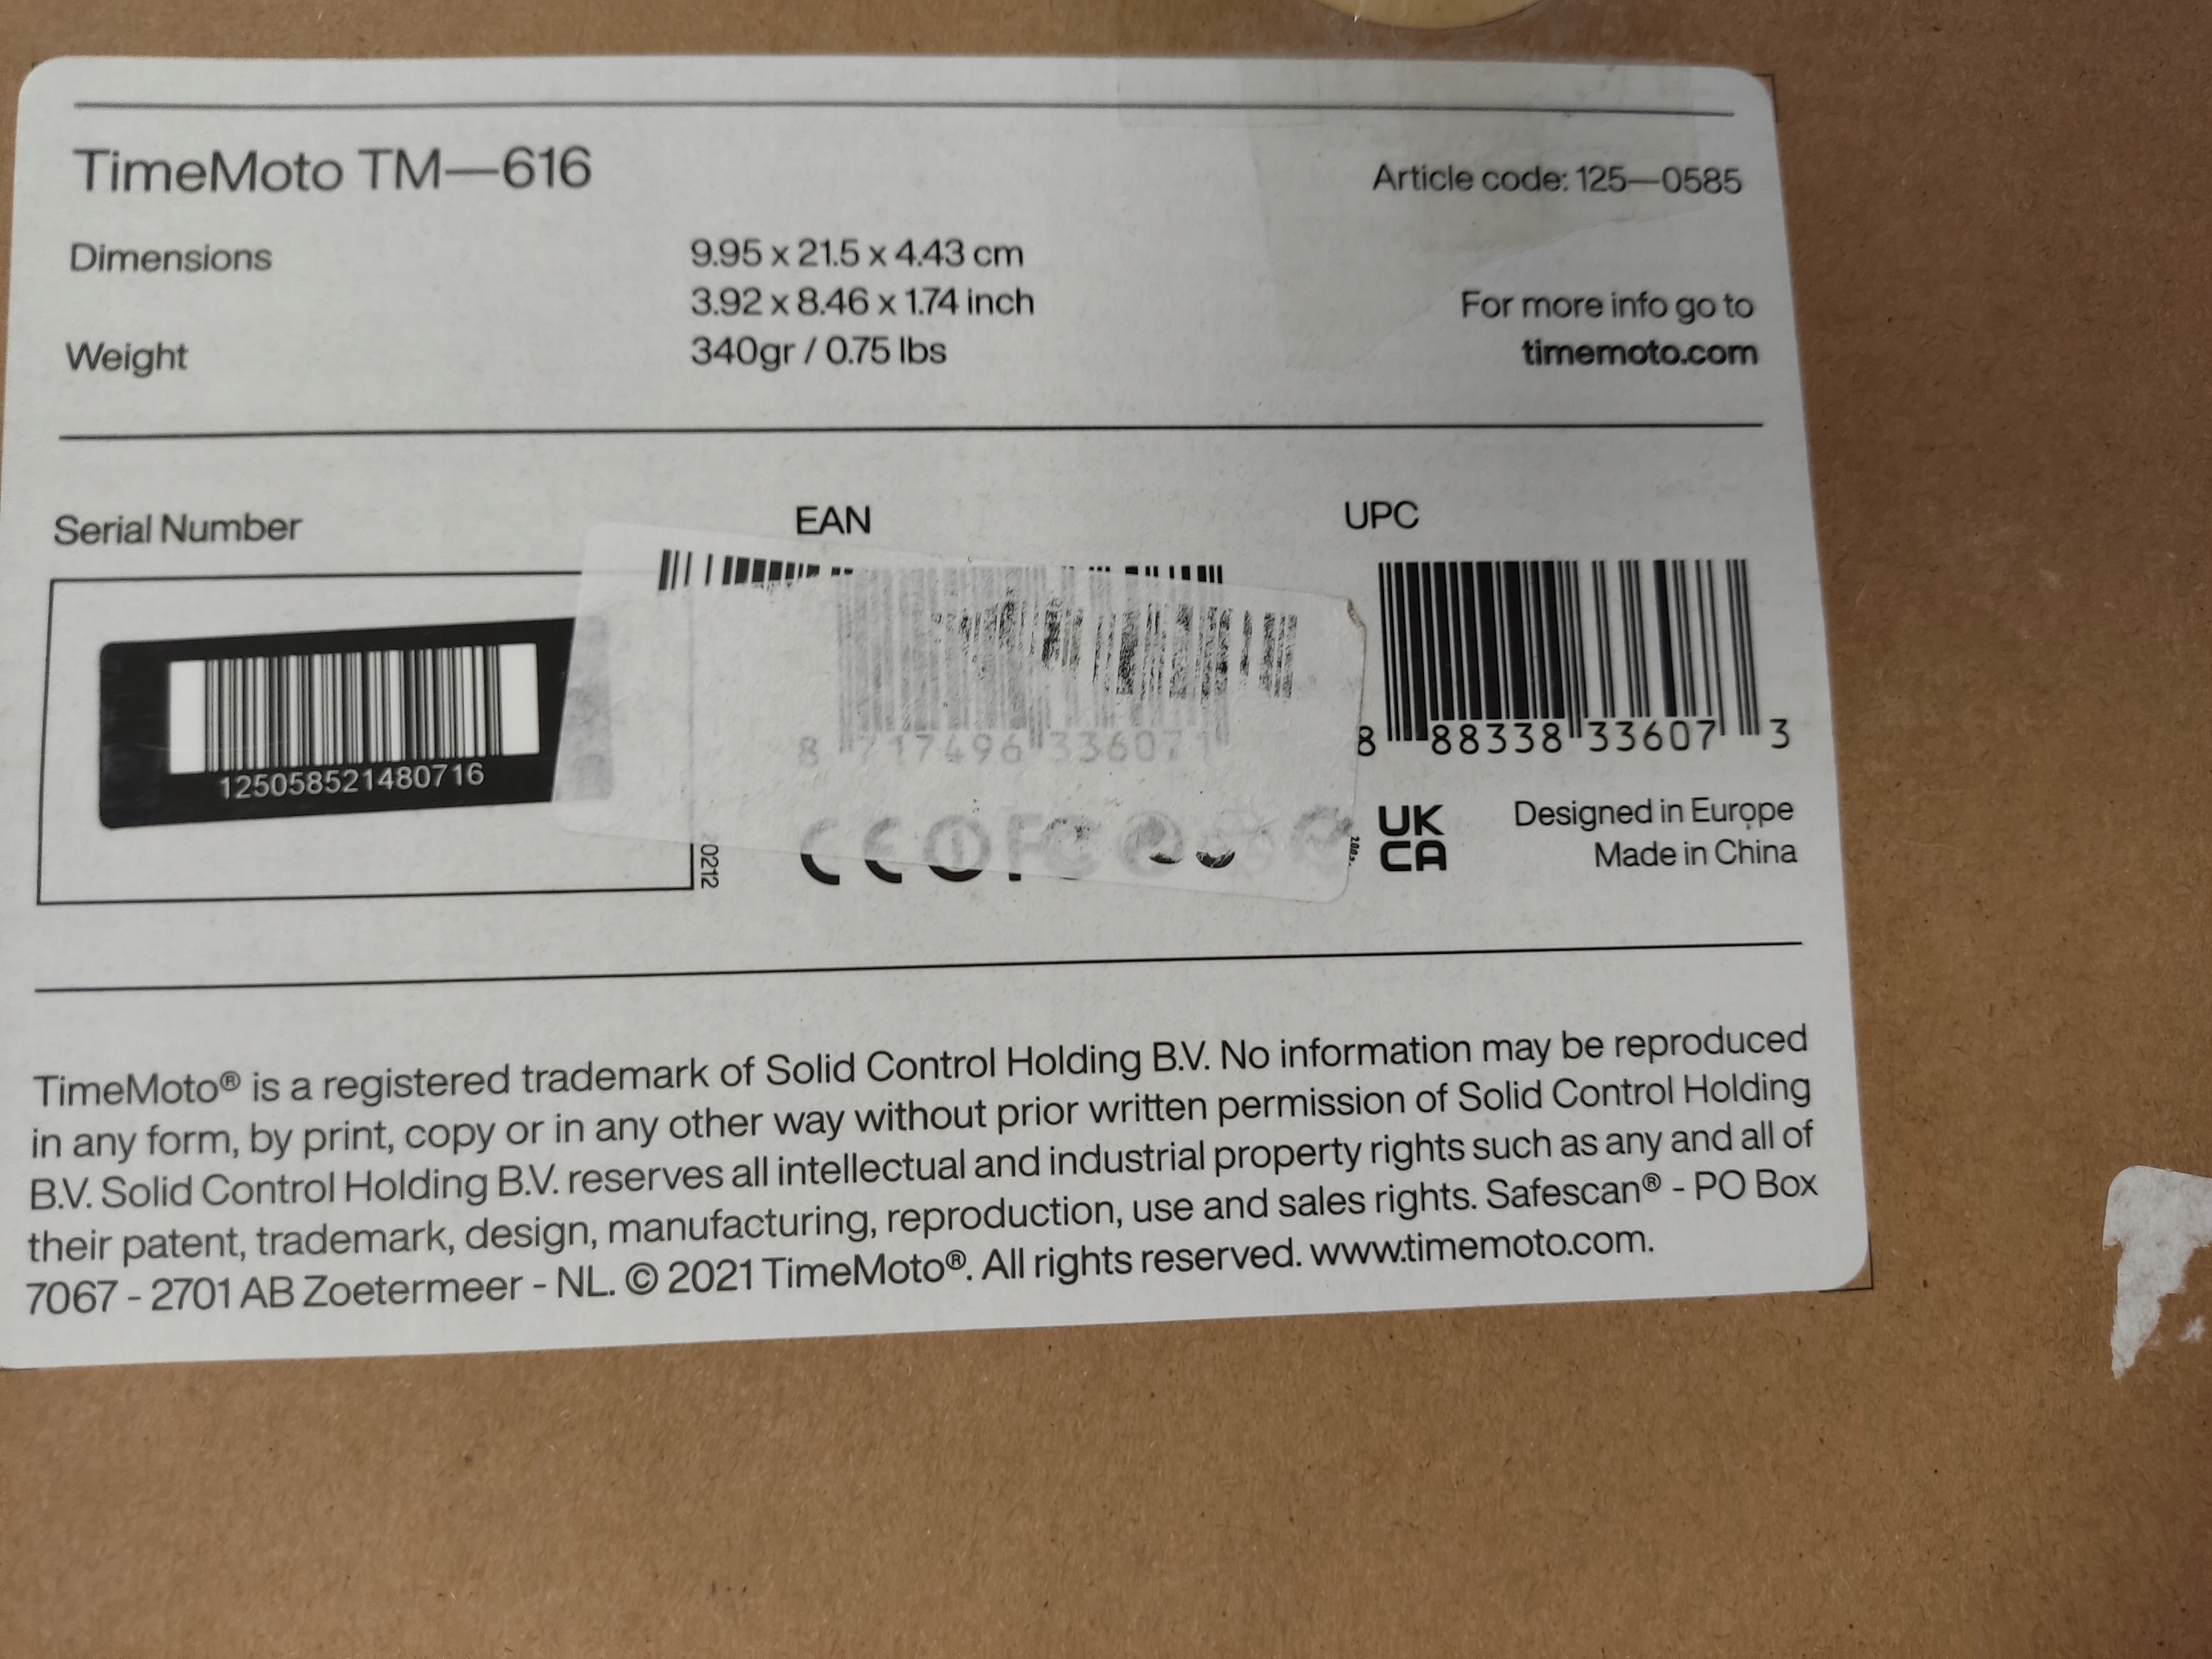 TimeMoto TM—616
Article code: 125—0585
Dimensions
9.95 x 21.5 x 4.43 cm
3.92 x 8.46 x 1.74 inch
Weight
340gr / 0.75 lbs
For more info go to
timemoto.com
Serial Number
EAN
UPC
125058521480716
8 717496 336071
8 88338 33607 3
0212
CE
FC
UK
CA
Designed in Europe
Made in China
TimeMoto® is a registered trademark of Solid Control Holding B.V. No information may be reproduced
in any form, by print, copy or in any other way without prior written permission of Solid Control Holding
B.V. Solid Control Holding B.V. reserves all intellectual and industrial property rights such as any and all of
their patent, trademark, design, manufacturing, reproduction, use and sales rights. Safescan® - PO Box
7067 - 2701 AB Zoetermeer - NL. © 2021 TimeMoto®. All rights reserved. www.timemoto.com.